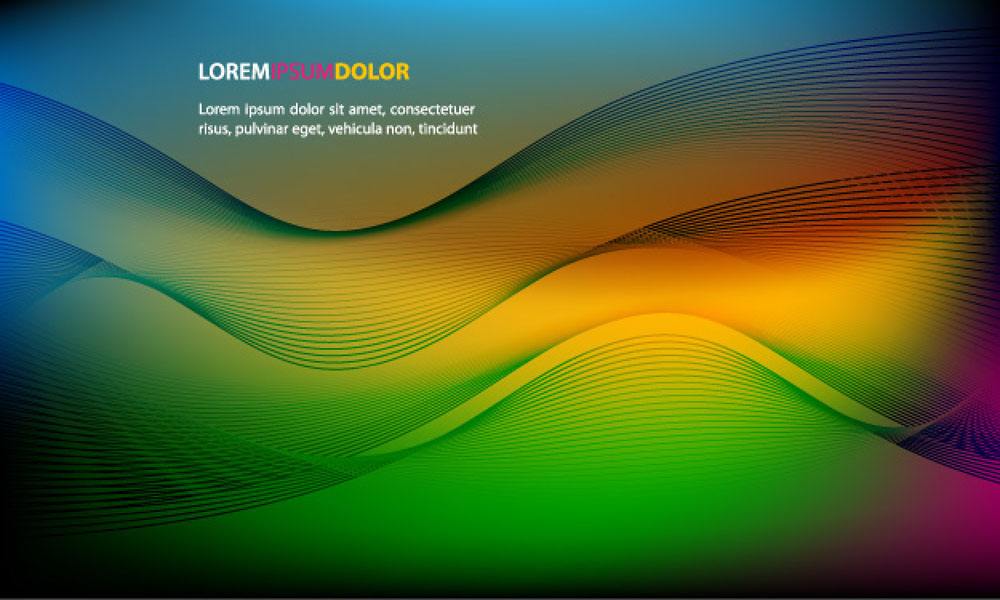 LOREMIPSUMDOLOR
Lorem ipsum dolor sit amet, consectetuer
risus, pulvinar eget, vehicula non, tincidunt